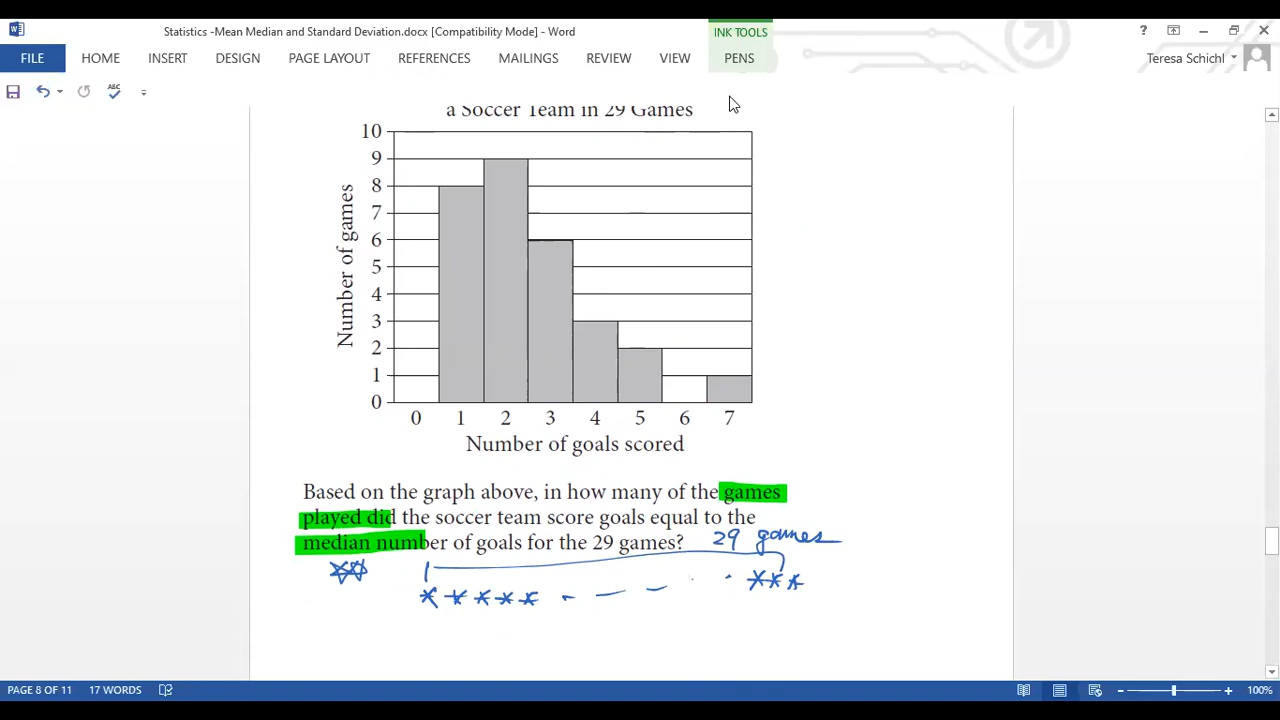 Statistics -Mean Median and Standard Deviation.docx [Compatibility Mode] - Word
INK TOOLS
?
FILE HOME INSERT DESIGN PAGE LAYOUT REFERENCES MAILINGS REVIEW VIEW PENS
Teresa Schichl
ABC
a Soccer Team in 29 Games
Number of games
10
9
8
7
6
5
4
3
2
1
0
0 1 2 3 4 5 6 7
Number of goals scored
Based on the graph above, in how many of the games
played did the soccer team score goals equal to the
median number of goals for the 29 games?
29 games
PAGE 8 OF 11 17 WORDS
100%